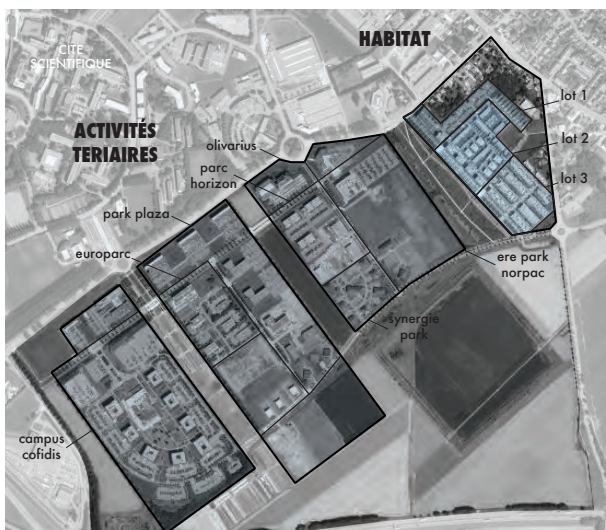 HABITAT
CITE
SCIENTIFIQUE
ACTIVITÉS
TERIAIRES
lot 1
lot 2
lot 3
olivarius
parc
horizon
park plaza
europarc
ere park
norpac
synergie
park
campus
cofidis